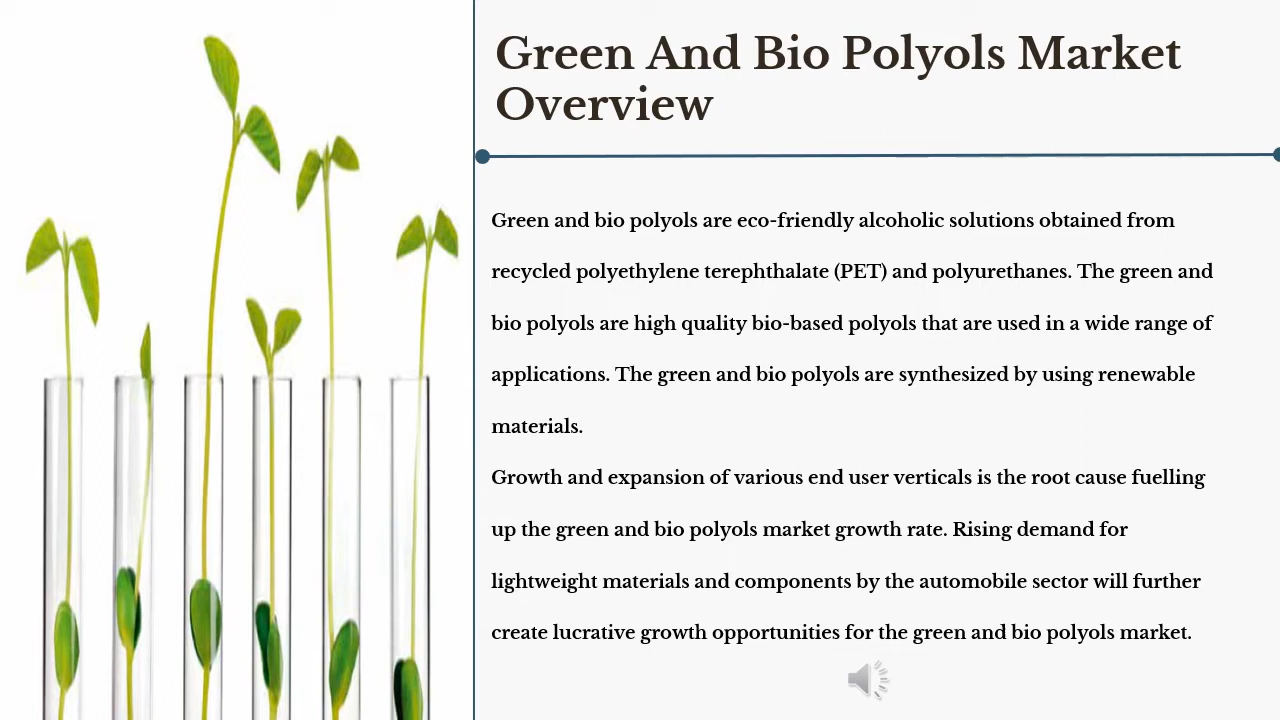 Green And Bio Polyols Market
Overview
Green and bio polyols are eco-friendly alcoholic solutions obtained from
recycled polyethylene terephthalate (PET) and polyurethanes. The green and
bio polyols are high quality bio-based polyols that are used in a wide range of
applications. The green and bio polyols are synthesized by using renewable
materials.
Growth and expansion of various end user verticals is the root cause fuelling
up the green and bio polyols market growth rate. Rising demand for
lightweight materials and components by the automobile sector will further
create lucrative growth opportunities for the green and bio polyols market.